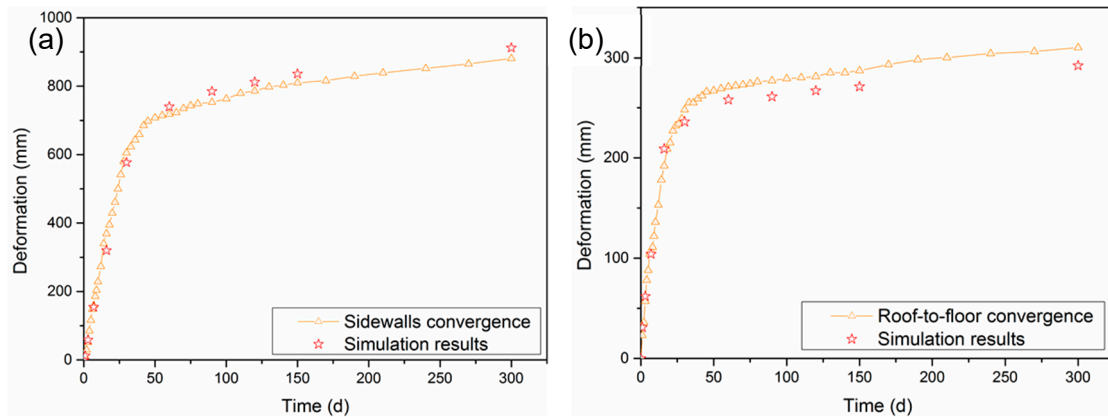 (a)
1000
800
600
400
200
0
Deformation (mm)
Sidewalls convergence
Simulation results
0 50 100 150 200 250 300
Time (d)
(b)
300
200
100
0
Deformation (mm)
Roof-to-floor convergence
Simulation results
0 50 100 150 200 250 300
Time (d)